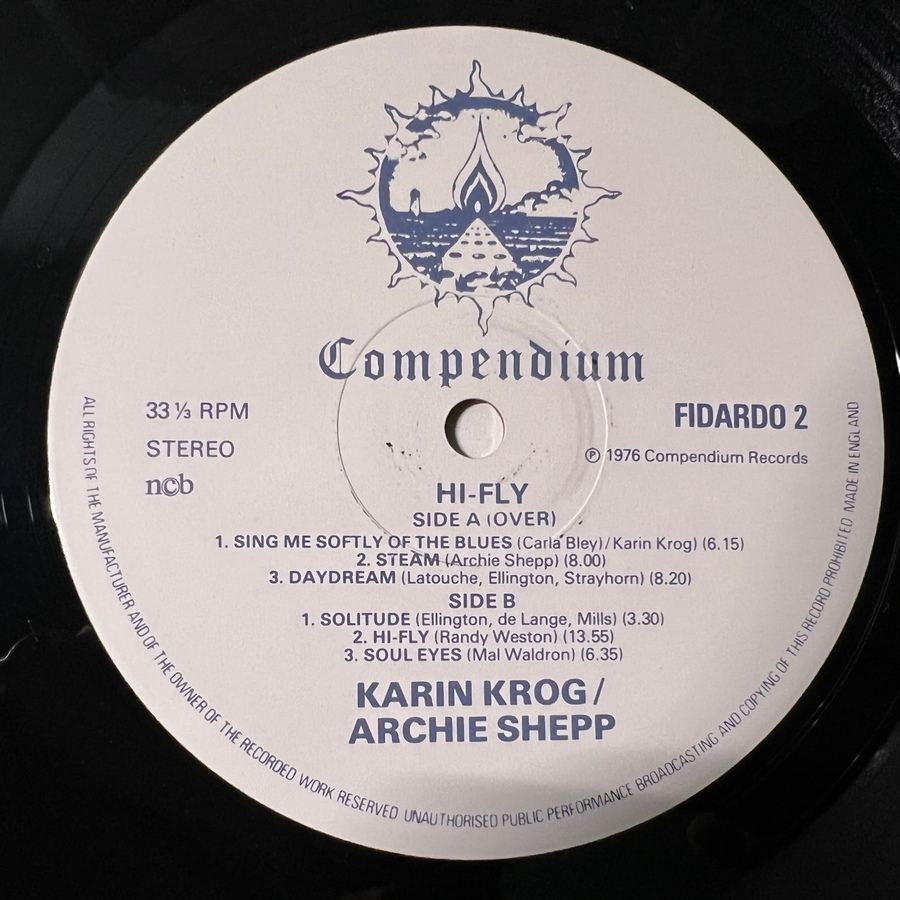 Compendium
33⅓ RPM
STEREO
ncb
FIDARDO 2
℗ 1976 Compendium Records
HI-FLY
SIDE A (OVER)
1. SING ME SOFTLY OF THE BLUES (Carla Bley)/Karin Krog) (6.15)
2. STEAM (Archie Shepp) (8.00)
3. DAYDREAM (Latouche, Ellington, Strayhorn) (8.20)
SIDE B
1. SOLITUDE (Ellington, de Lange, Mills) (3.30)
2. HI-FLY (Randy Weston) (13.55)
3. SOUL EYES (Mal Waldron) (6.35)
KARIN KROG/
ARCHIE SHEPP
ALL RIGHTS OF THE MANUFACTURER AND OF THE OWNER OF THE RECORDED WORK RESERVED UNAUTHORISED PUBLIC PERFORMANCE BROADCASTING AND COPYING OF THIS RECORD PROHIBITED MADE IN ENGLAND